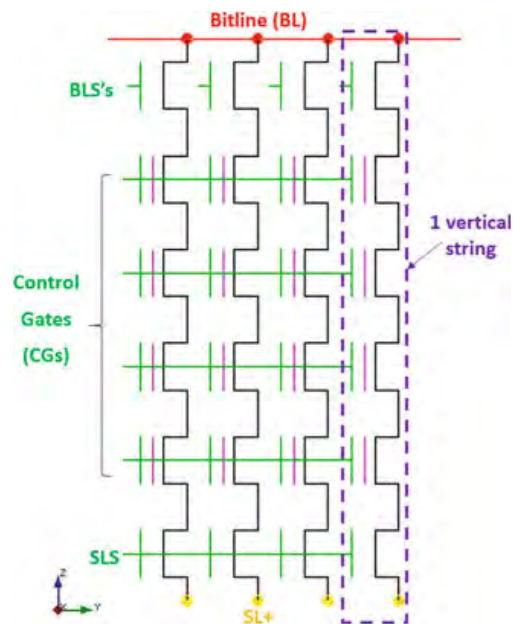 Bitline (BL)
BLS's
1 vertical
string
Control
Gates
(CGs)
SLS
SL+
Z
X
Y